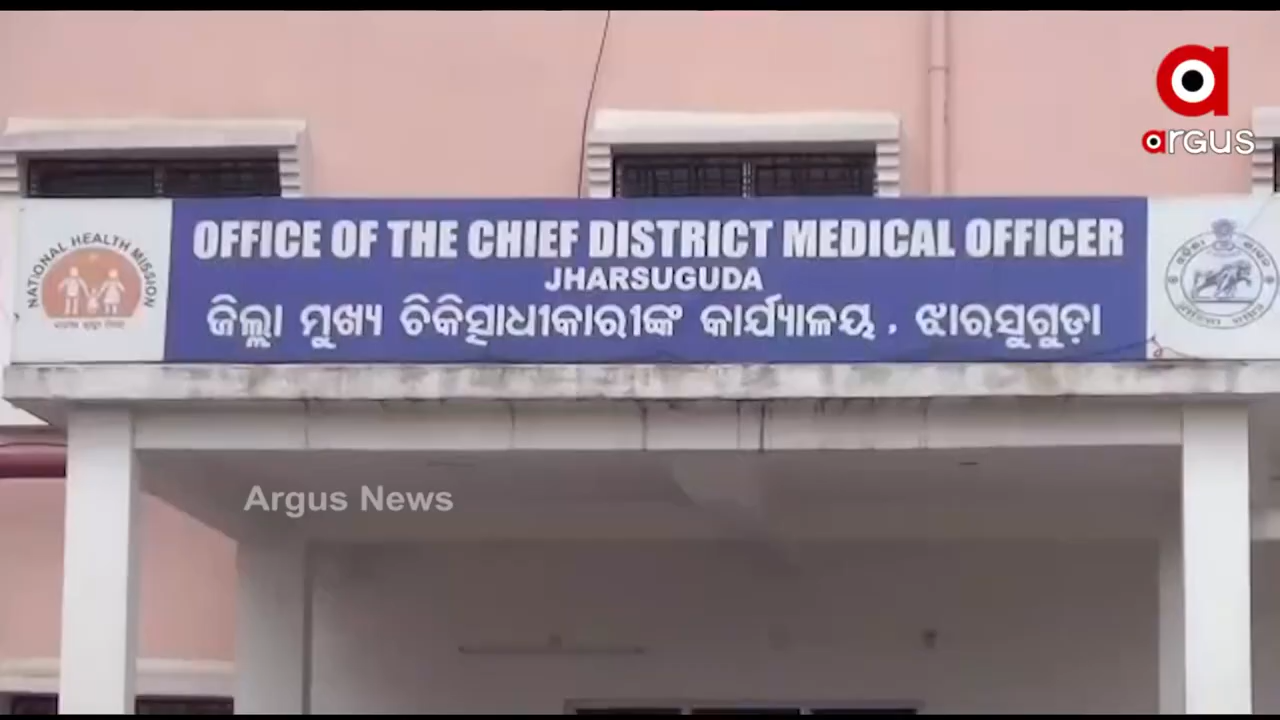 argus
NATIONAL HEALTH MISSION
OFFICE OF THE CHIEF DISTRICT MEDICAL OFFICER
JHARSUGUDA
ଜିଲ୍ଲା ମୁଖ୍ୟ ଚିକିତ୍ସାଧୀକାରୀଙ୍କ କାର୍ଯ୍ୟାଳୟ , ଝାରସୁଗୁଡ଼ା
Argus News